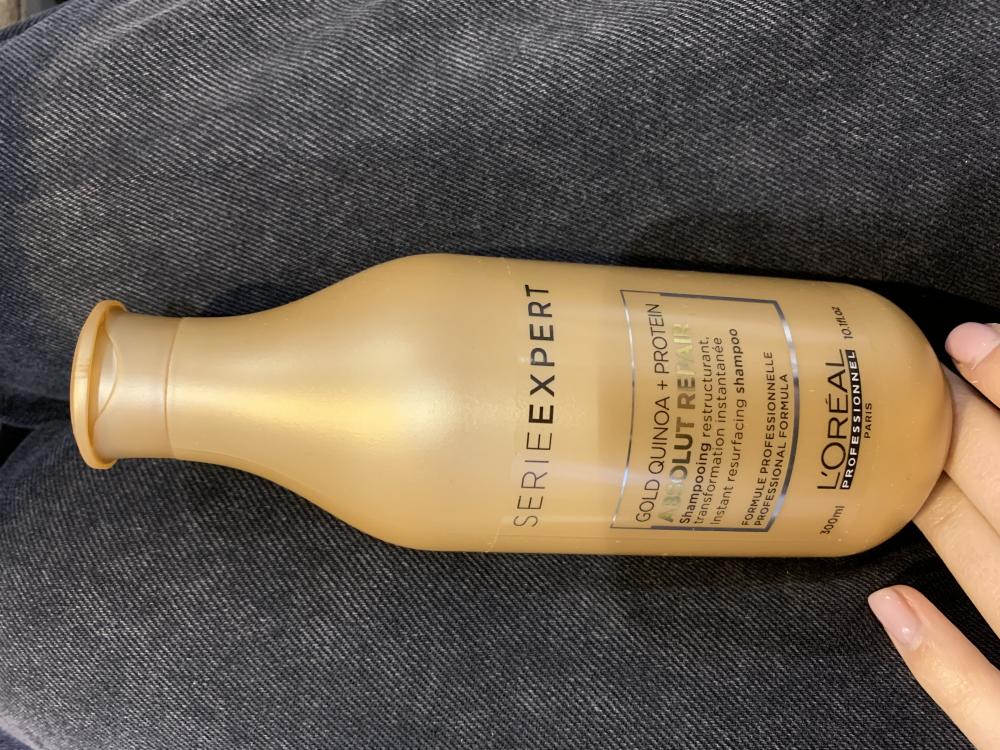 SERIEEXPERT
GOLD QUINOA + PROTEIN
ABSOLUT REPAIR
Shampooing restructurant,
transformation instantanée
Instant resurfacing shampoo
FORMULE PROFESSIONNELLE
PROFESSIONAL FORMULA
L'ORÉAL
PROFESSIONNEL
PARIS
300ml 10.1fl.oz